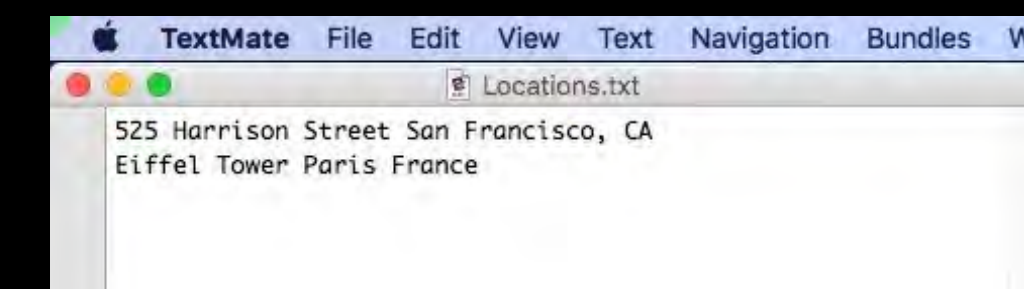 TextMate File Edit View Text Navigation Bundles
Locations.txt
525 Harrison Street San Francisco, CA
Eiffel Tower Paris France